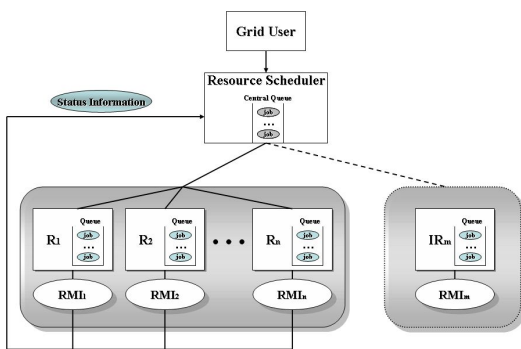 Grid User
Resource Scheduler
Central Queue
job
...
job
Status Information
R1
Queue
job
...
job
R2
Queue
job
...
job
• • •
Rn
Queue
job
...
job
IRm
Queue
job
...
job
RMI1
RMI2
RMIn
RMIm